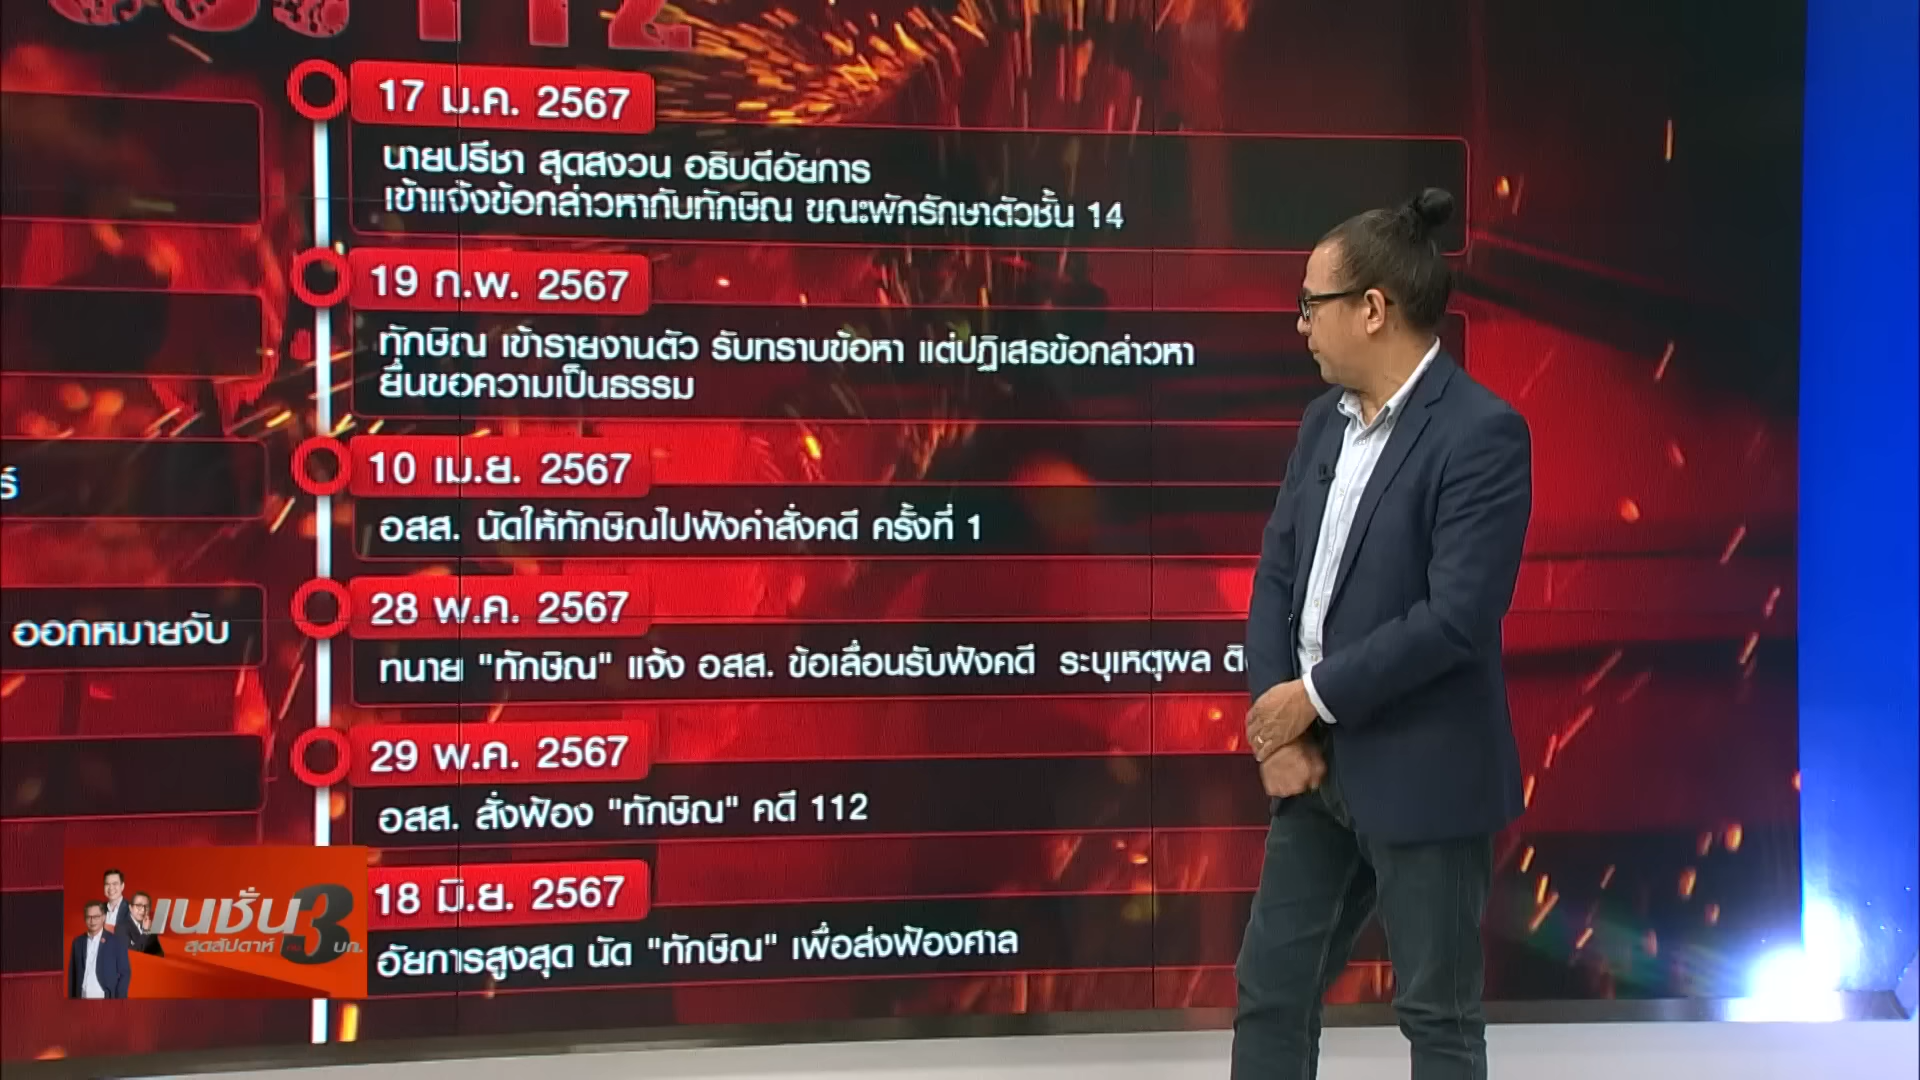 112
17 ม.ค. 2567
นายปรีชา สุดสงวน อธิบดีอัยการ
เข้าแจ้งข้อกล่าวหากับทักษิณ ขณะพักรักษาตัวชั้น 14
19 ก.พ. 2567
ทักษิณ เข้ารายงานตัว รับทราบข้อหา แต่ปฏิเสธข้อกล่าวหา
ยื่นขอความเป็นธรรม
10 เม.ย. 2567
อสส. นัดให้ทักษิณไปฟังคำสั่งคดี ครั้งที่ 1
28 พ.ค. 2567
ออกหมายจับ
ทนาย "ทักษิณ" แจ้ง อสส. ข้อเลื่อนรับฟังคดี ระบุเหตุผล
29 พ.ค. 2567
อสส. สั่งฟ้อง "ทักษิณ" คดี 112
18 มิ.ย. 2567
อัยการสูงสุด นัด "ทักษิณ" เพื่อส่งฟ้องศาล
เนชั่น
สุดสัปดาห์ 3 บก.